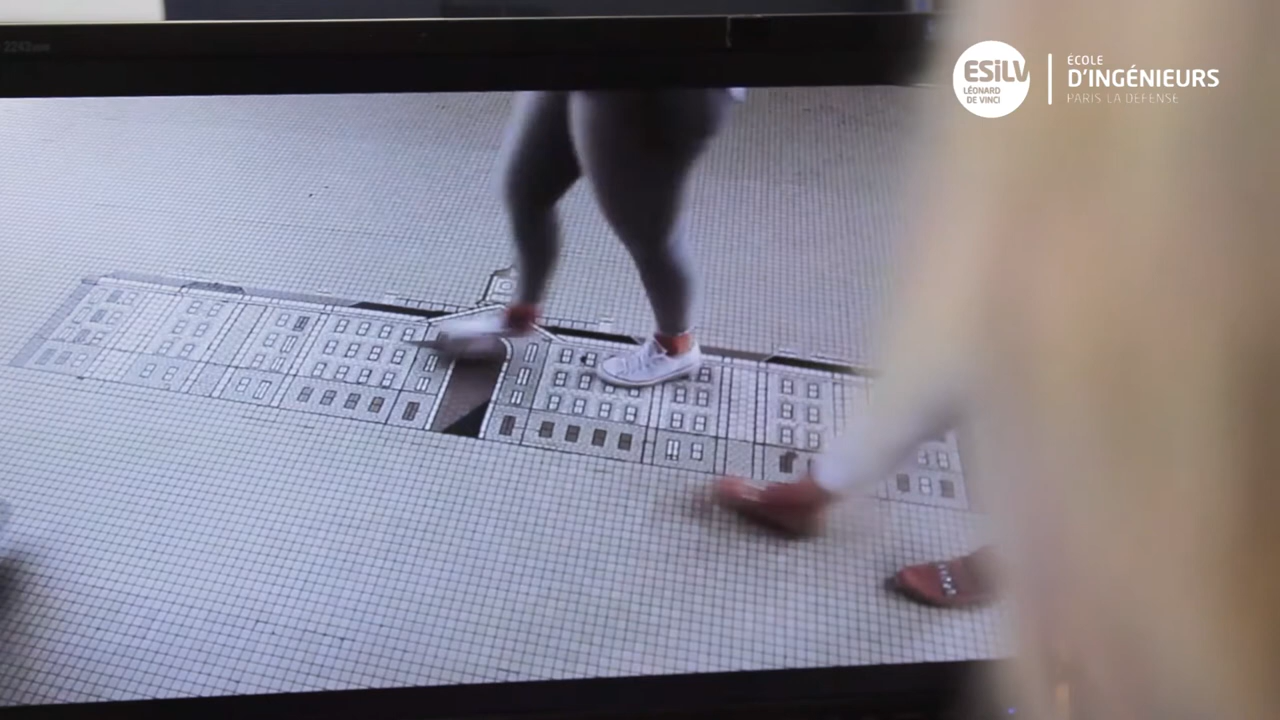 ESILV
LÉONARD
DE VINCI
ÉCOLE
D'INGÉNIEURS
PARIS LA DÉFENSE